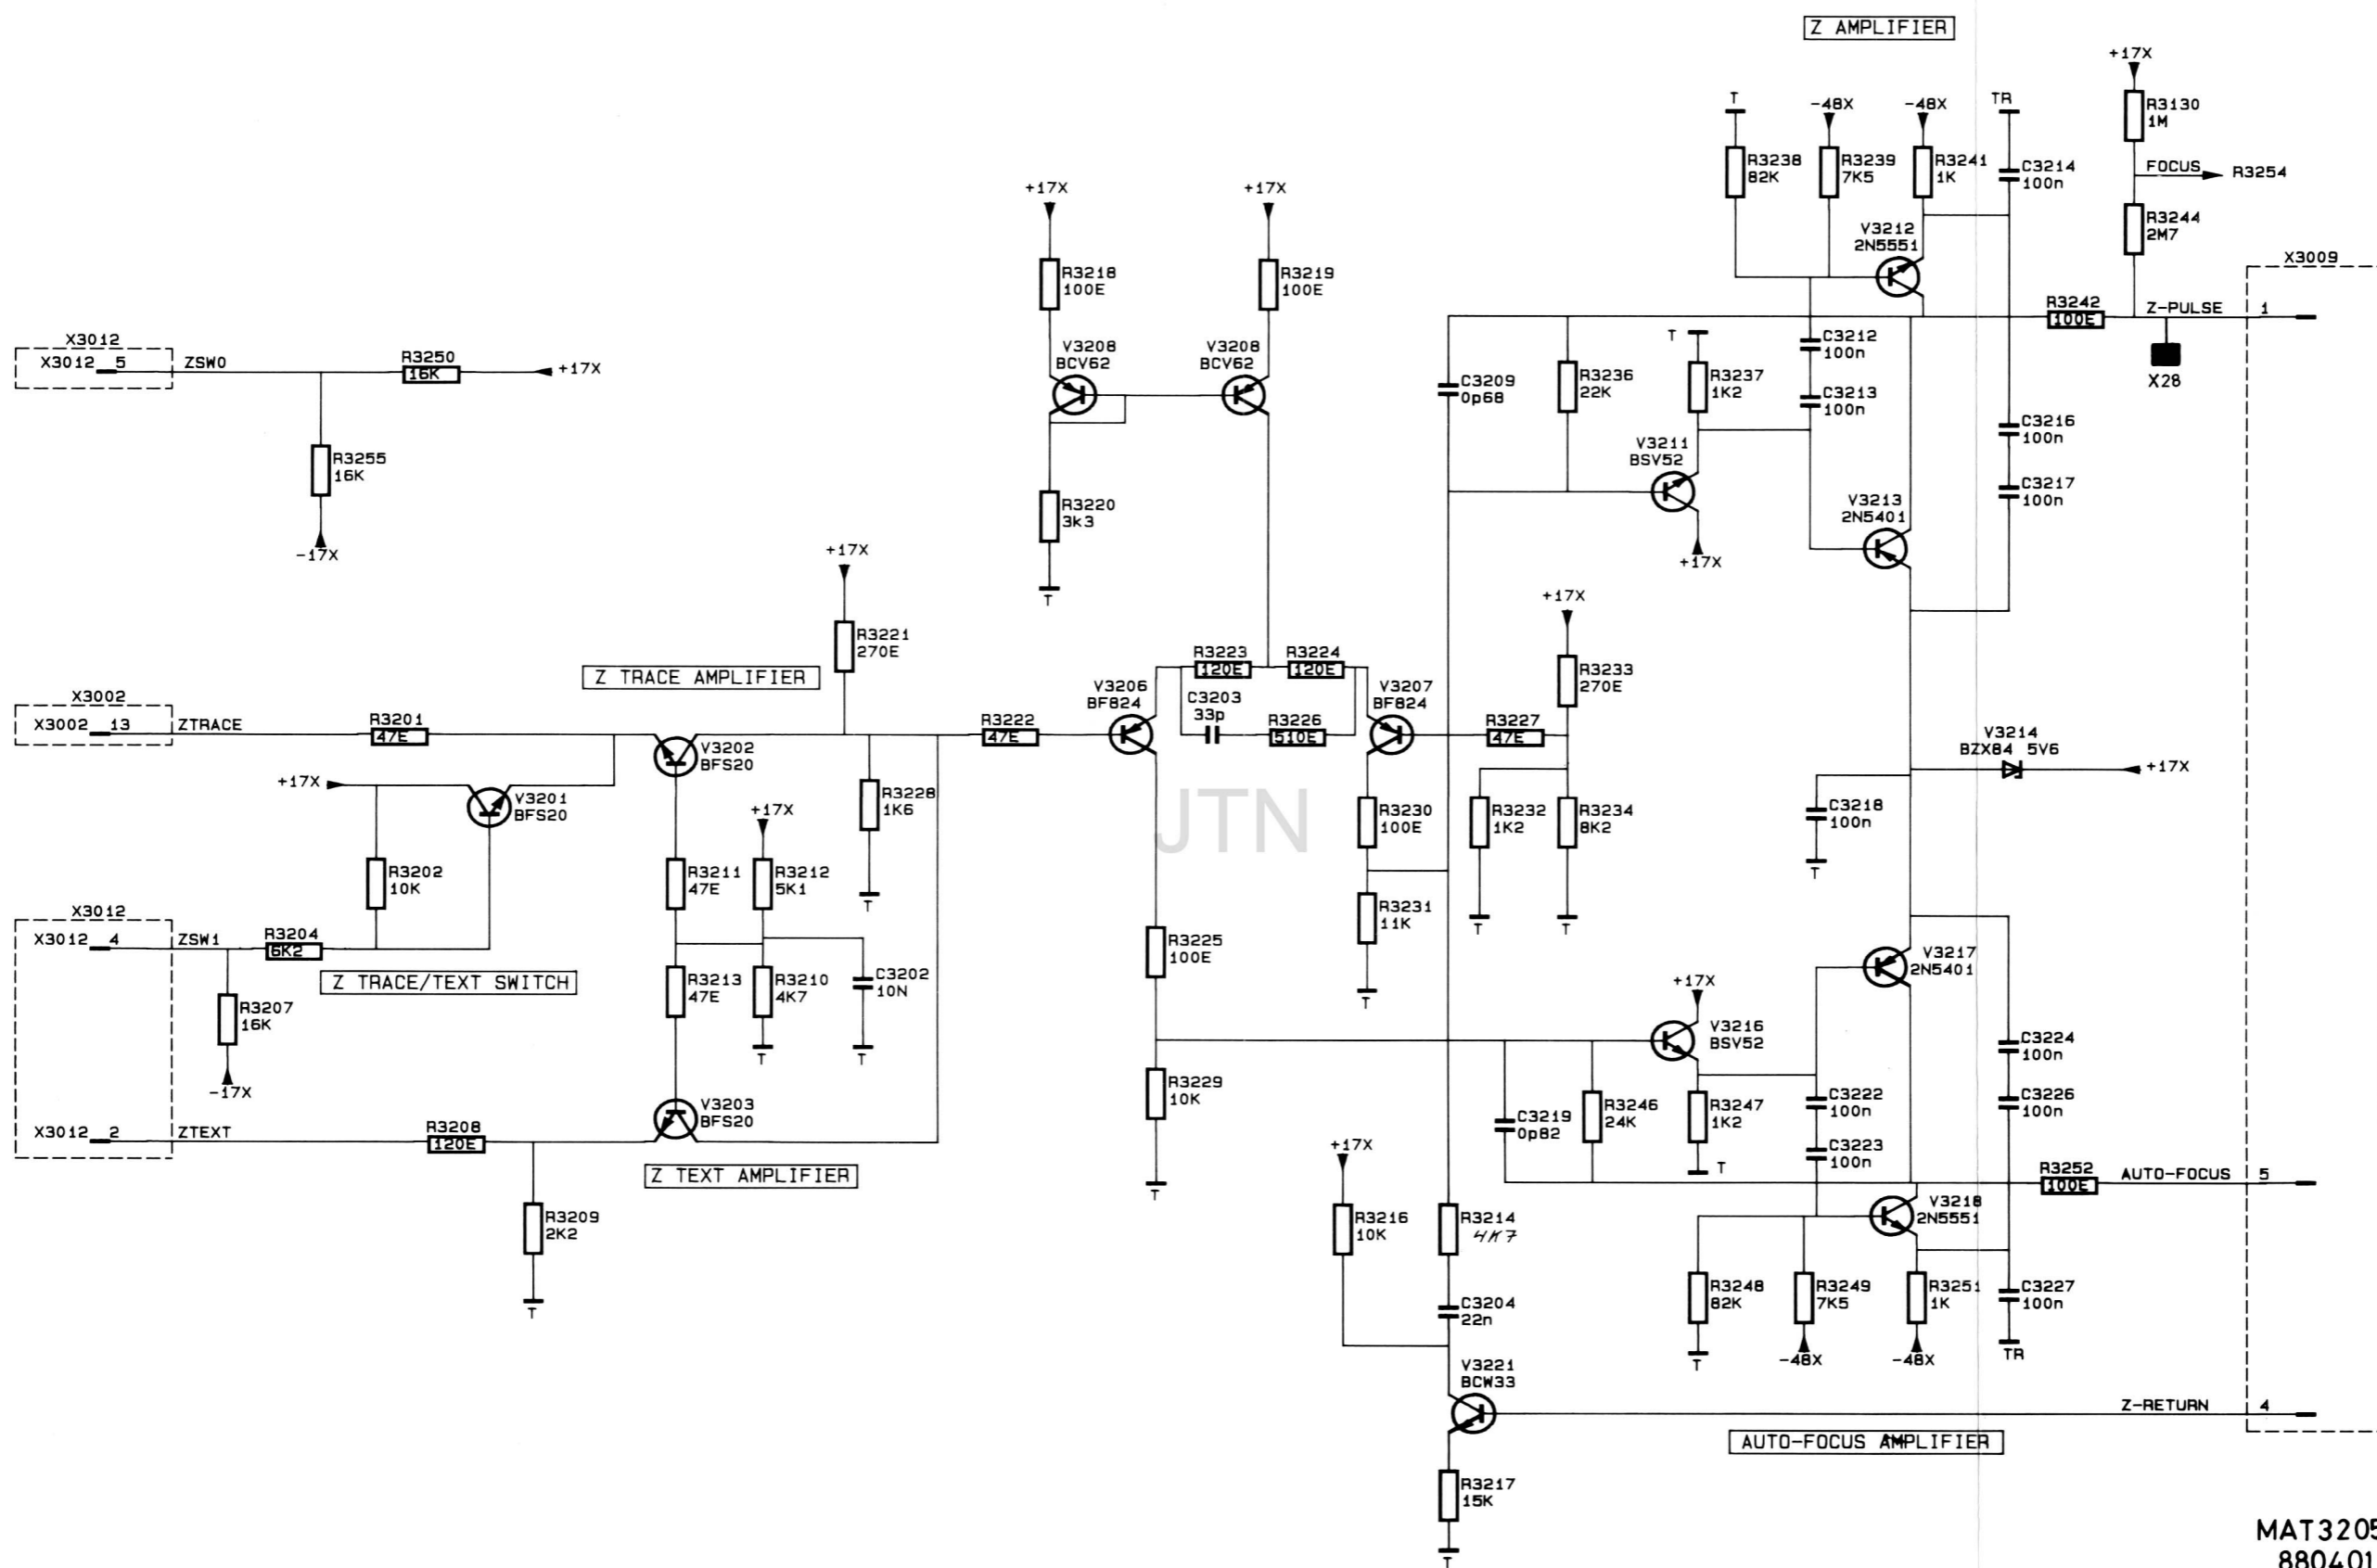 Z AMPLIFIER
+17X
R3130
1M
FOCUS
R3254
R3244
2M7
T
-48X
-48X
TR
R3238
82K
R3239
7K5
R3241
1K
C3214
100n
V3212
2N5551
X3009
R3242
100E
Z-PULSE
1
X28
+17X
+17X
R3218
100E
R3219
100E
V3208
BCV62
V3208
BCV62
R3220
3K3
T
X3012
X3012 5
ZSW0
R3250
16K
+17X
R3255
16K
-17X
C3209
0p68
R3236
22K
T
R3237
1K2
C3212
100n
C3213
100n
V3211
BSV52
+17X
C3216
100n
C3217
100n
V3213
2N5401
+17X
R3221
270E
Z TRACE AMPLIFIER
X3002
X3002 13
ZTRACE
R3201
47E
V3202
BFS20
+17X
V3201
BFS20
R3202
10K
R3222
47E
R3228
1K6
T
V3206
BF824
R3223
120E
R3224
120E
C3203
33p
R3226
510E
V3207
BF824
R3227
47E
+17X
R3233
270E
R3232
1K2
T
R3234
8K2
T
JTN
R3230
100E
R3231
11K
T
V3214
BZX84 5V6
+17X
C3218
100n
T
+17X
R3211
47E
R3212
5K1
R3213
47E
R3210
4K7
T
C3202
10N
T
X3012
X3012 4
ZSW1
R3204
6K2
Z TRACE/TEXT SWITCH
R3207
16K
-17X
X3012 2
ZTEXT
R3208
120E
V3203
BFS20
Z TEXT AMPLIFIER
R3209
2K2
T
R3225
100E
R3229
10K
T
+17X
V3216
BSV52
V3217
2N5401
C3219
0p82
R3246
24K
R3247
1K2
T
C3222
100n
C3223
100n
C3224
100n
C3226
100n
R3252
100E
AUTO-FOCUS
5
+17X
R3216
10K
R3214
4K7
C3204
22n
V3218
2N5551
R3248
82K
T
R3249
7K5
-48X
R3251
1K
-48X
C3227
100n
TR
V3221
BCW33
Z-RETURN
4
AUTO-FOCUS AMPLIFIER
R3217
15K
T
MAT3205
880401